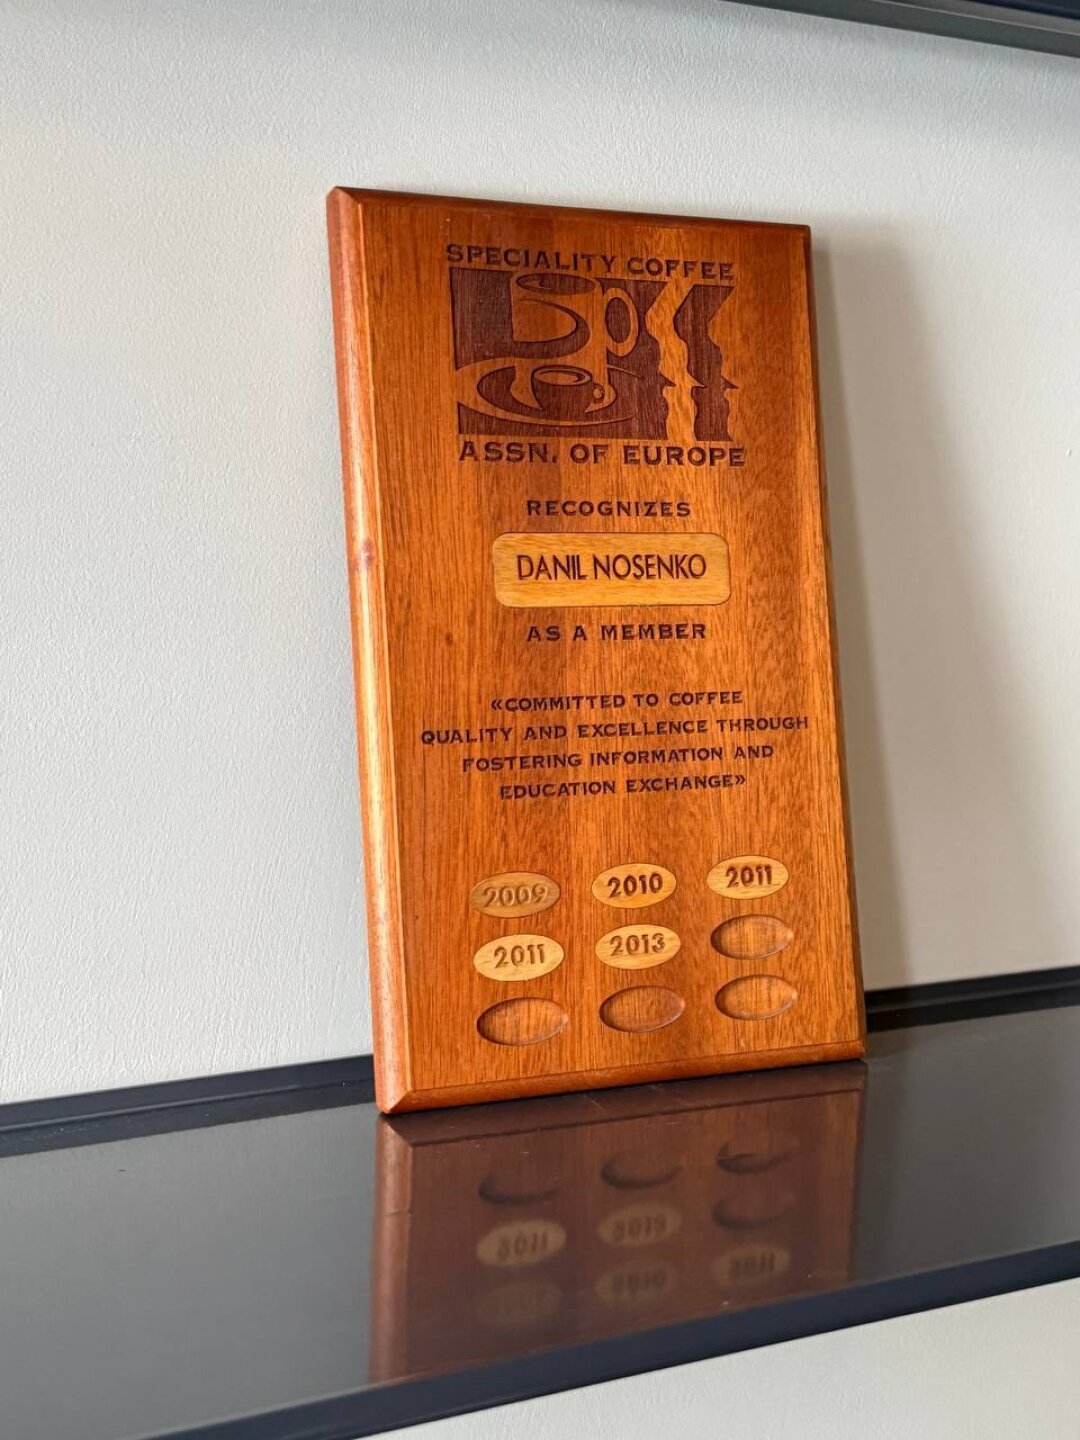 SPECIALITY COFFEE
ASSN. OF EUROPE
RECOGNIZES
DANIL NOSENKO
AS A MEMBER
«COMMITTED TO COFFEE
QUALITY AND EXCELLENCE THROUGH
FOSTERING INFORMATION AND
EDUCATION EXCHANGE»
2009 2010 2011
2011 2013